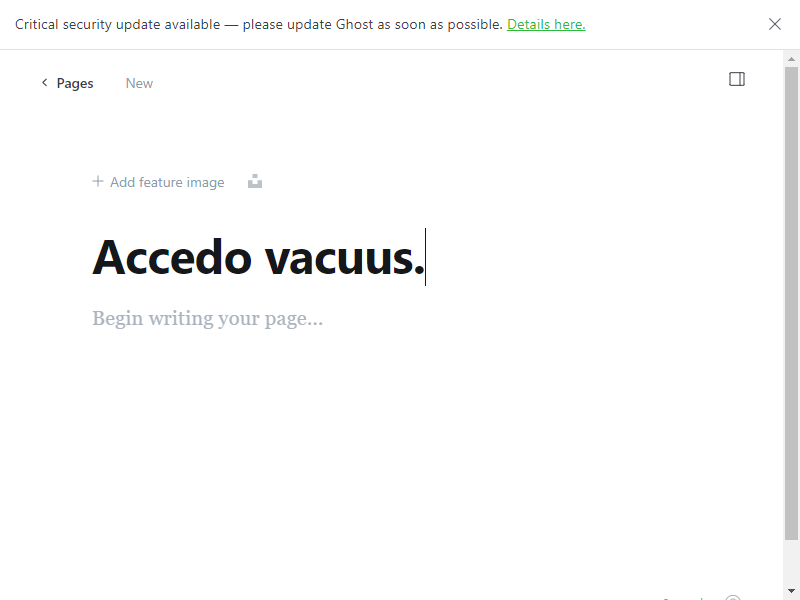 Critical security update available — please update Ghost as soon as possible. Details here.
Pages New
Add feature image
Accedo vacuus.
Begin writing your page...